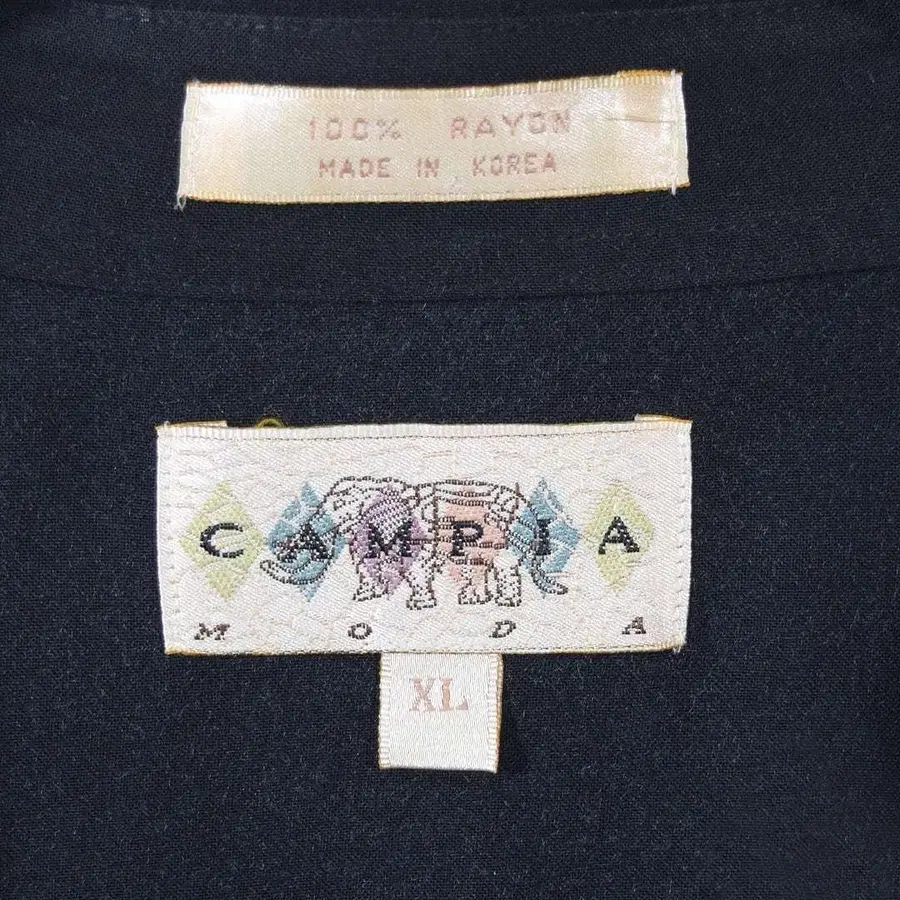 100% RAYON
MADE IN KOREA
CAMPIA
MODA
XL